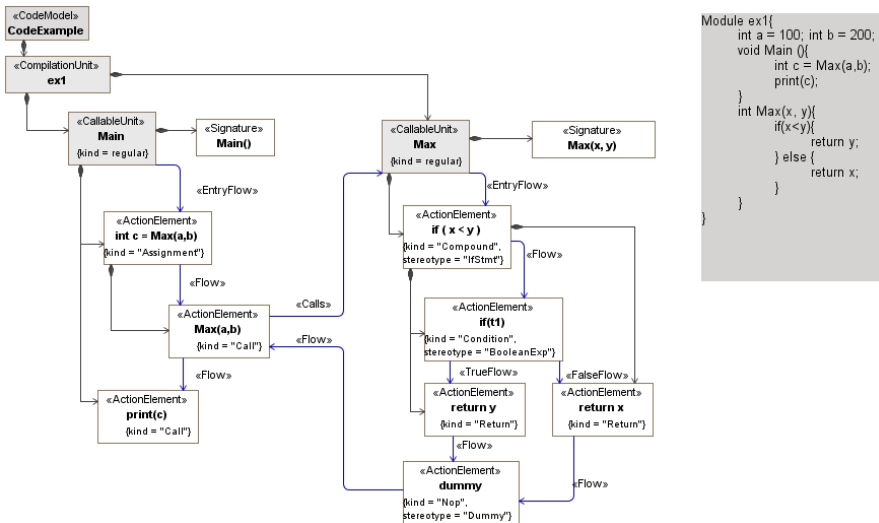 «CodeModel»
CodeExample
«CompilationUnit»
ex1
«CallableUnit»
Main
{kind = regular}
«Signature»
Main()
«EntryFlow»
«ActionElement»
int c = Max(a,b)
{kind = "Assignment"}
«Flow»
«ActionElement»
Max(a,b)
{kind = "Call"}
«Flow»
«ActionElement»
print(c)
{kind = "Call"}
«Calls»
«Flow»
«CallableUnit»
Max
{kind = regular}
«Signature»
Max(x, y)
«EntryFlow»
«ActionElement»
if ( x < y )
{kind = "Compound",
stereotype = "IfStmt"}
«Flow»
«ActionElement»
if(t1)
{kind = "Condition",
stereotype = "BooleanExp"}
«TrueFlow»
«FalseFlow»
«ActionElement»
return y
{kind = "Return"}
«ActionElement»
return x
{kind = "Return"}
«Flow»
«Flow»
«ActionElement»
dummy
{kind = "Nop",
stereotype = "Dummy"}
Module ex1{
int a = 100; int b = 200;
void Main (){
int c = Max(a,b);
print(c);
}
int Max(x, y){
if(x<y){
return y;
} else {
return x;
}
}
}